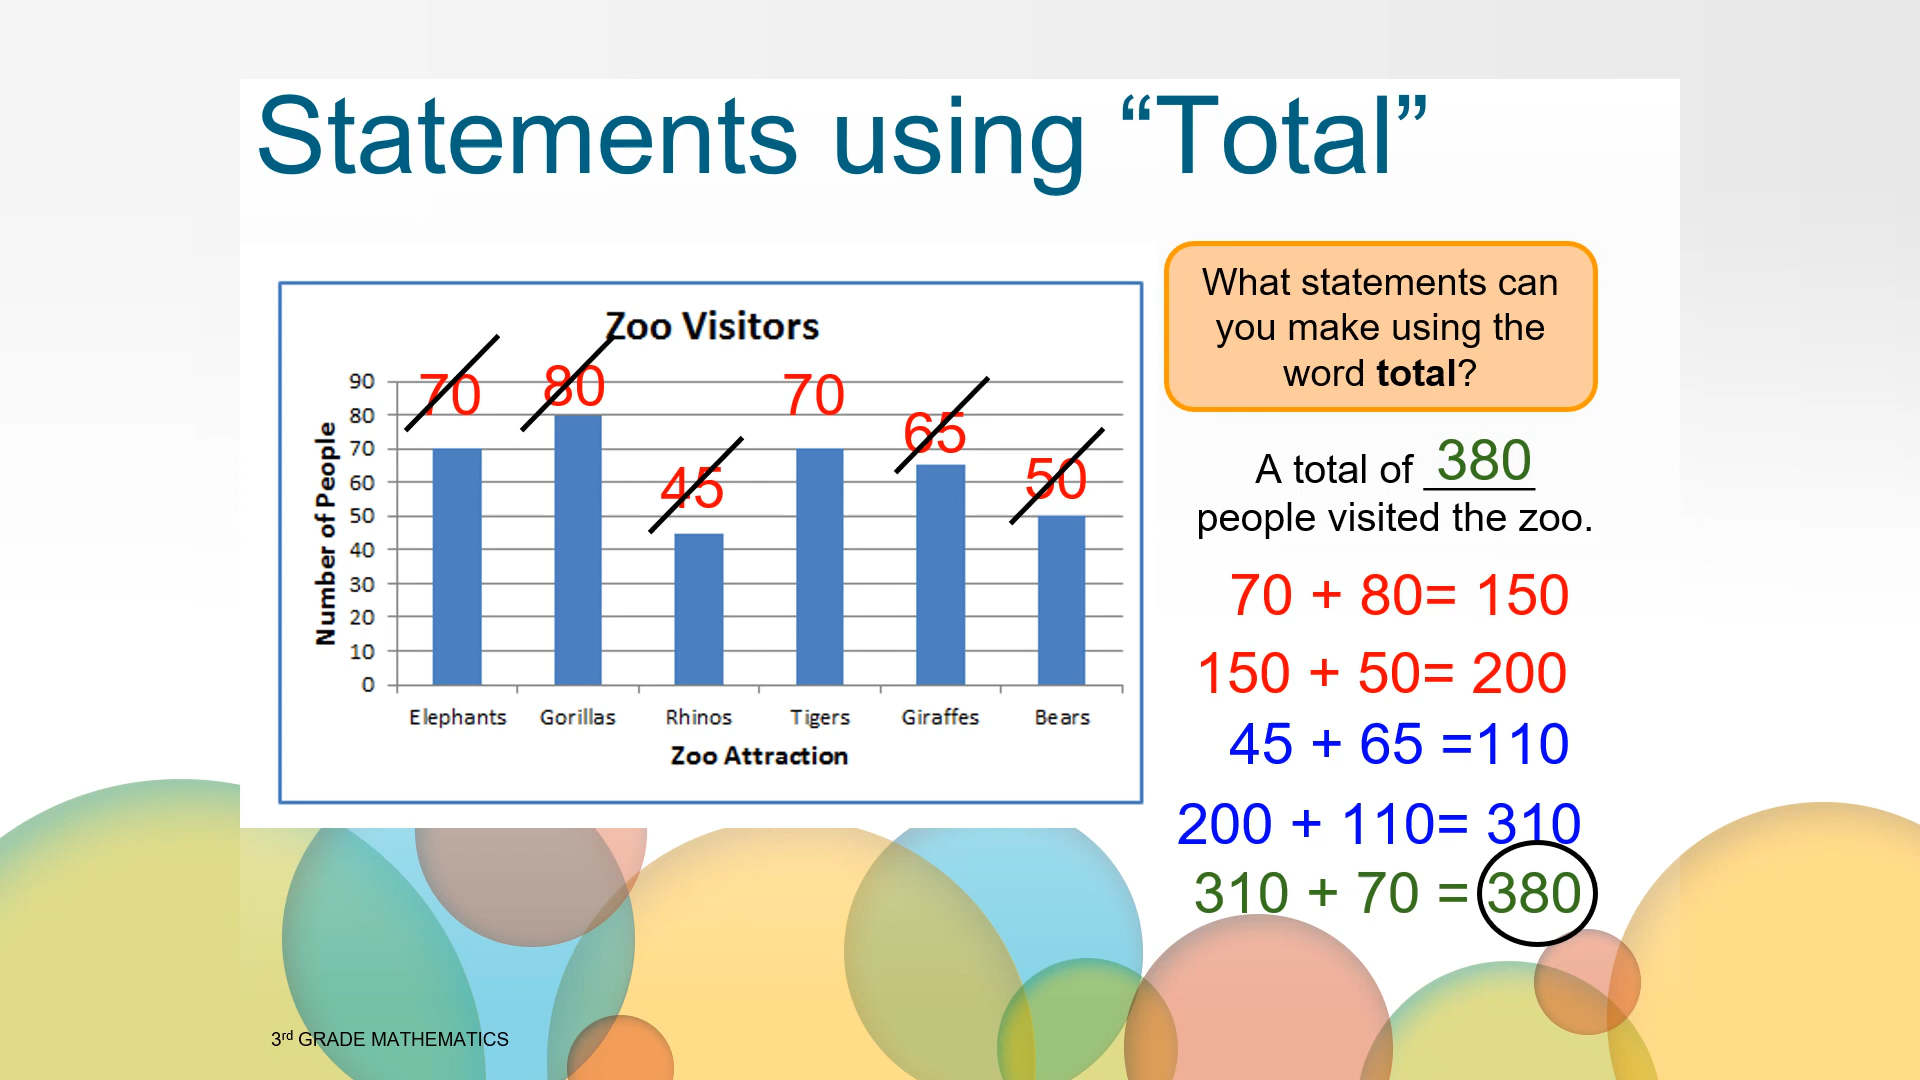 Statements using “Total”
Zoo Visitors
70 80 45 70 65 50
90
80
70
60
50
40
30
20
10
0
Number of People
Elephants Gorillas Rhinos Tigers Giraffes Bears
Zoo Attraction
What statements can
you make using the
word total?
A total of 380
people visited the zoo.
70 + 80= 150
150 + 50= 200
45 + 65 =110
200 + 110= 310
310 + 70 = 380
3rd GRADE MATHEMATICS